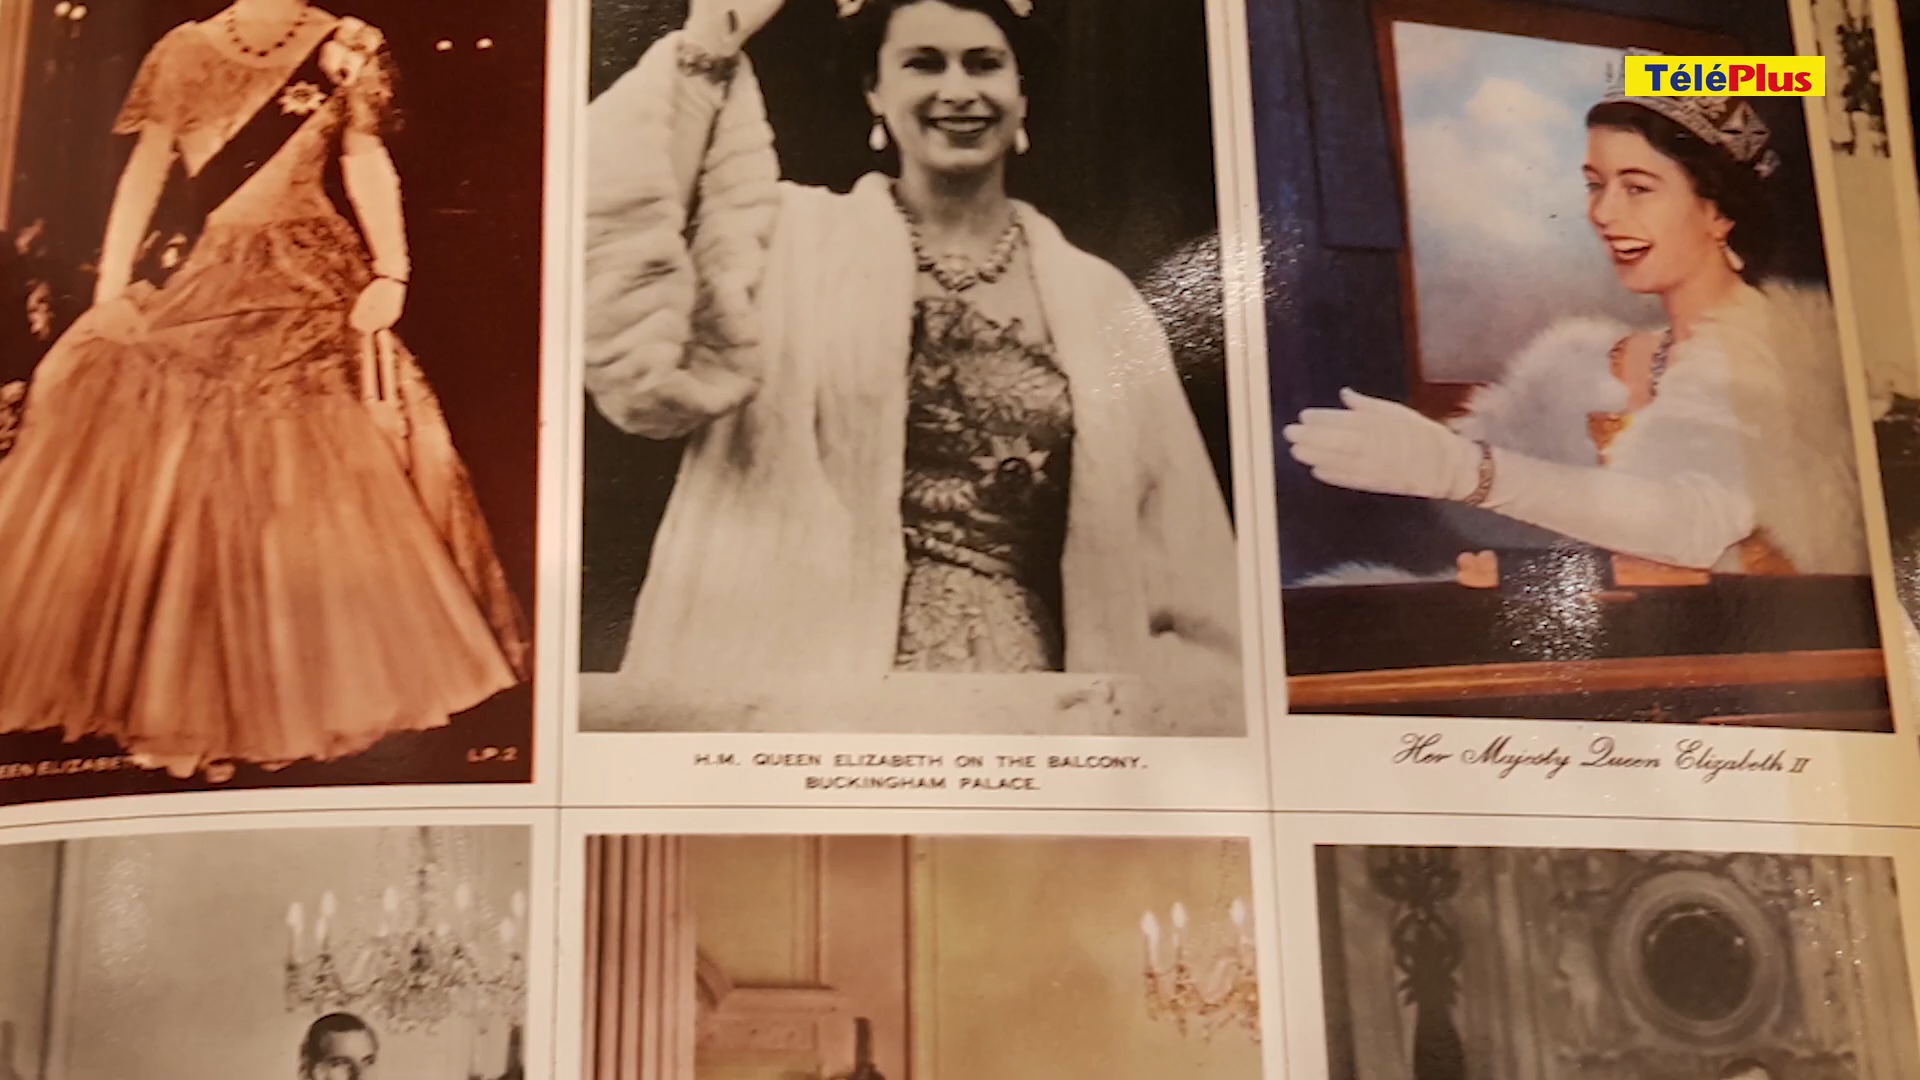 TéléPlus
EEN ELIZABETH
LP.2
H.M. QUEEN ELIZABETH ON THE BALCONY.
BUCKINGHAM PALACE.
Her Majesty Queen Elizabeth II